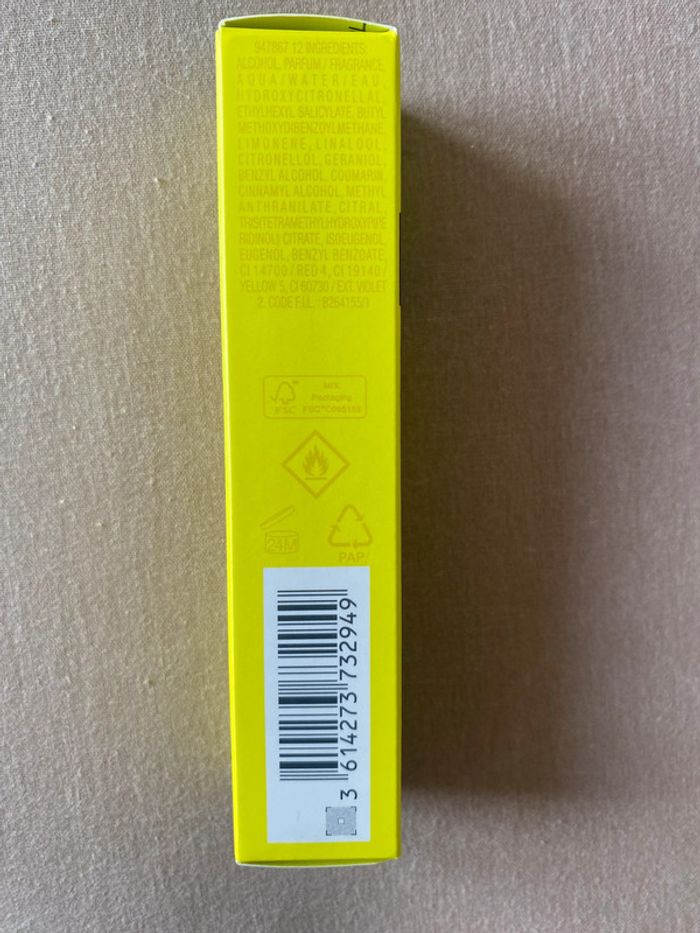 947867 12 INGREDIENTS:
ALCOHOL, PARFUM / FRAGRANCE,
AQUA / WATER / EAU,
HYDROXYCITRONELLAL,
ETHYLHEXYL SALICYLATE, BUTYL
METHOXYDIBENZOYLMETHANE,
LIMONENE, LINALOOL,
CITRONELLOL, GERANIOL,
BENZYL ALCOHOL, COUMARIN,
CINNAMYL ALCOHOL, METHYL
ANTHRANILATE, CITRAL,
TRIS(TETRAMETHYLHYDROXYPIPE
RIDINOL) CITRATE, ISOEUGENOL,
EUGENOL, BENZYL BENZOATE,
CI 14700 / RED 4, CI 19140 /
YELLOW 5, CI 60730 / EXT. VIOLET
2. CODE F.I.L. : B264155/1
MIX
Packaging
FSC
24M
PAP
3 614273 732949